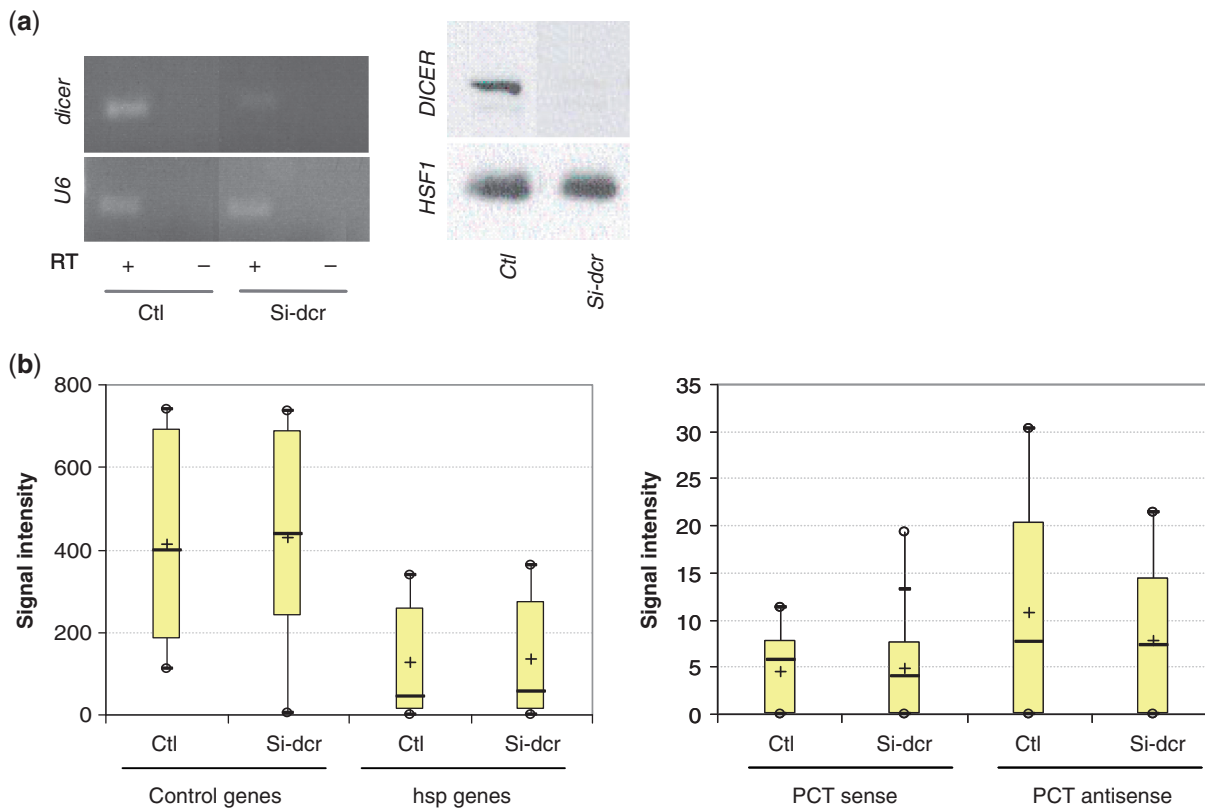 (a)
dicer
U6
RT + − + −
Ctl Si-dcr
DICER
HSF1
Ctl Si-dcr
(b)
Signal intensity
800
600
400
200
0
Ctl Si-dcr Ctl Si-dcr
Control genes hsp genes
Signal intensity
35
30
25
20
15
10
5
0
Ctl Si-dcr Ctl Si-dcr
PCT sense PCT antisense